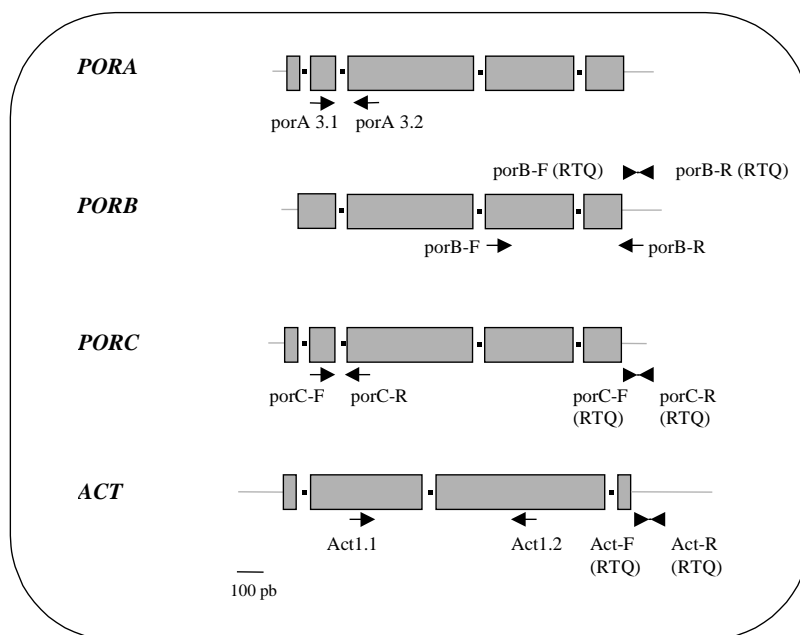 PORA
porA 3.1 porA 3.2
porB-F (RTQ) porB-R (RTQ)
PORB
porB-F porB-R
PORC
porC-F porC-R porC-F (RTQ) porC-R (RTQ)
ACT
Act1.1 Act1.2 Act-F (RTQ) Act-R (RTQ)
100 pb